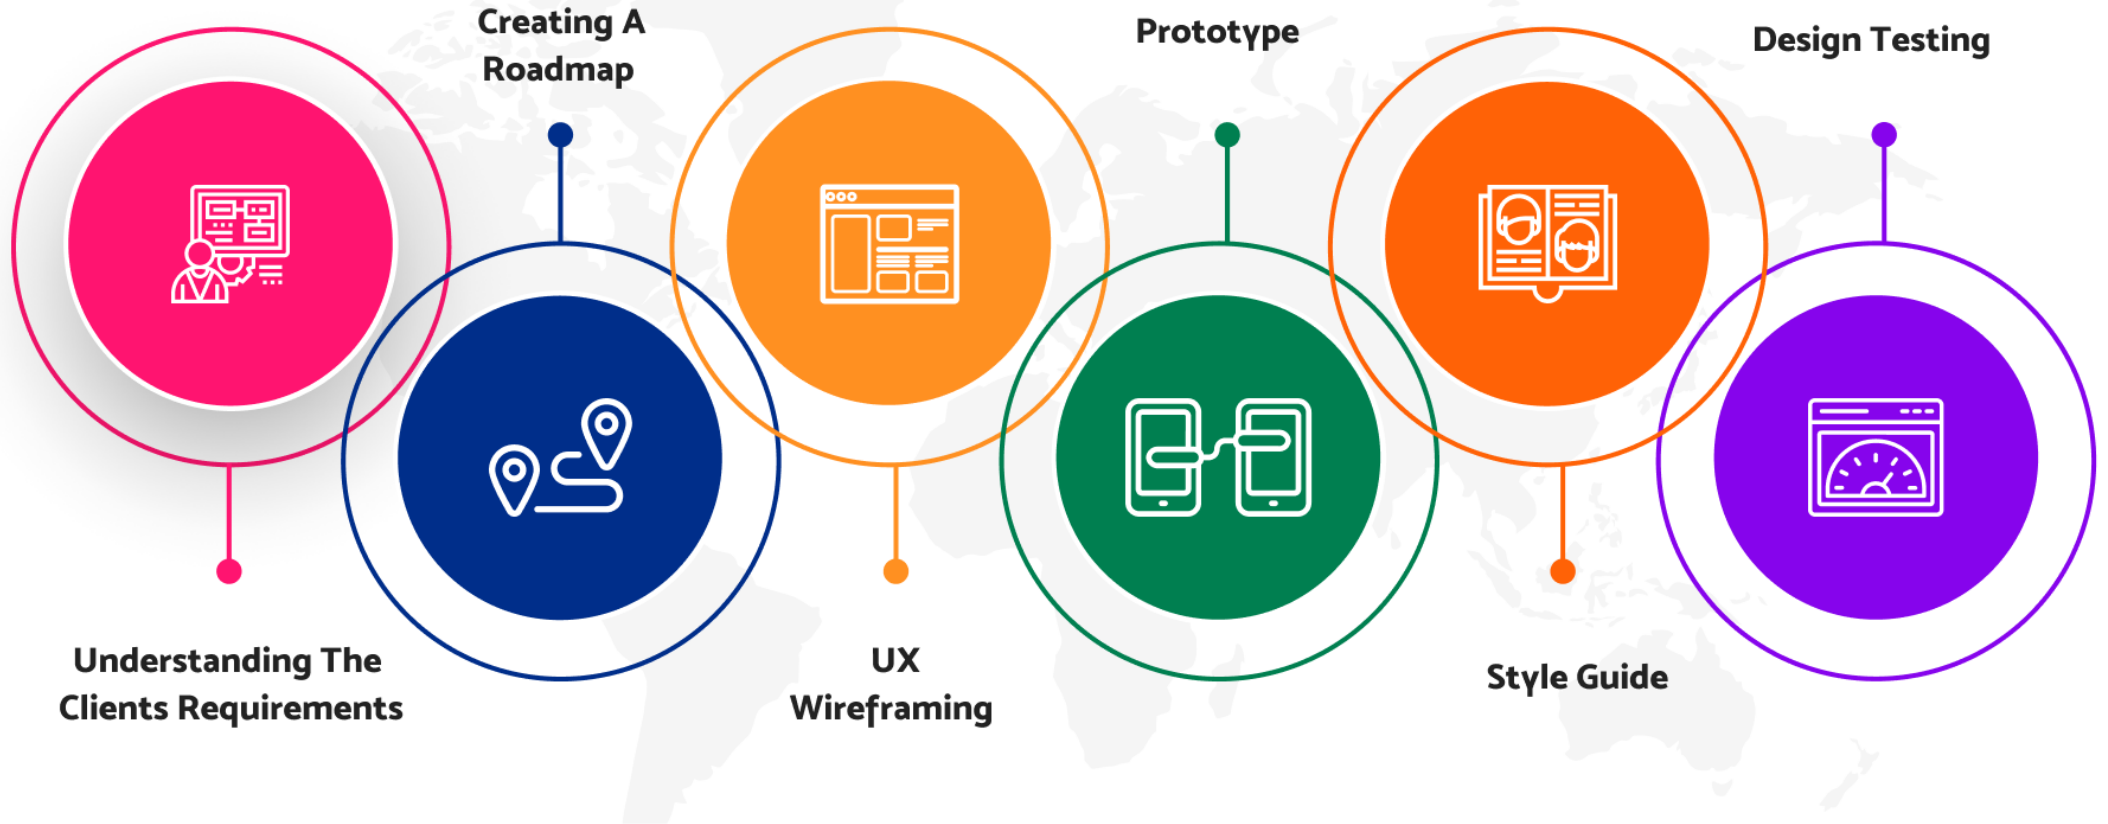 Understanding The
Clients Requirements
Creating A
Roadmap
UX
Wireframing
Prototype
Style Guide
Design Testing